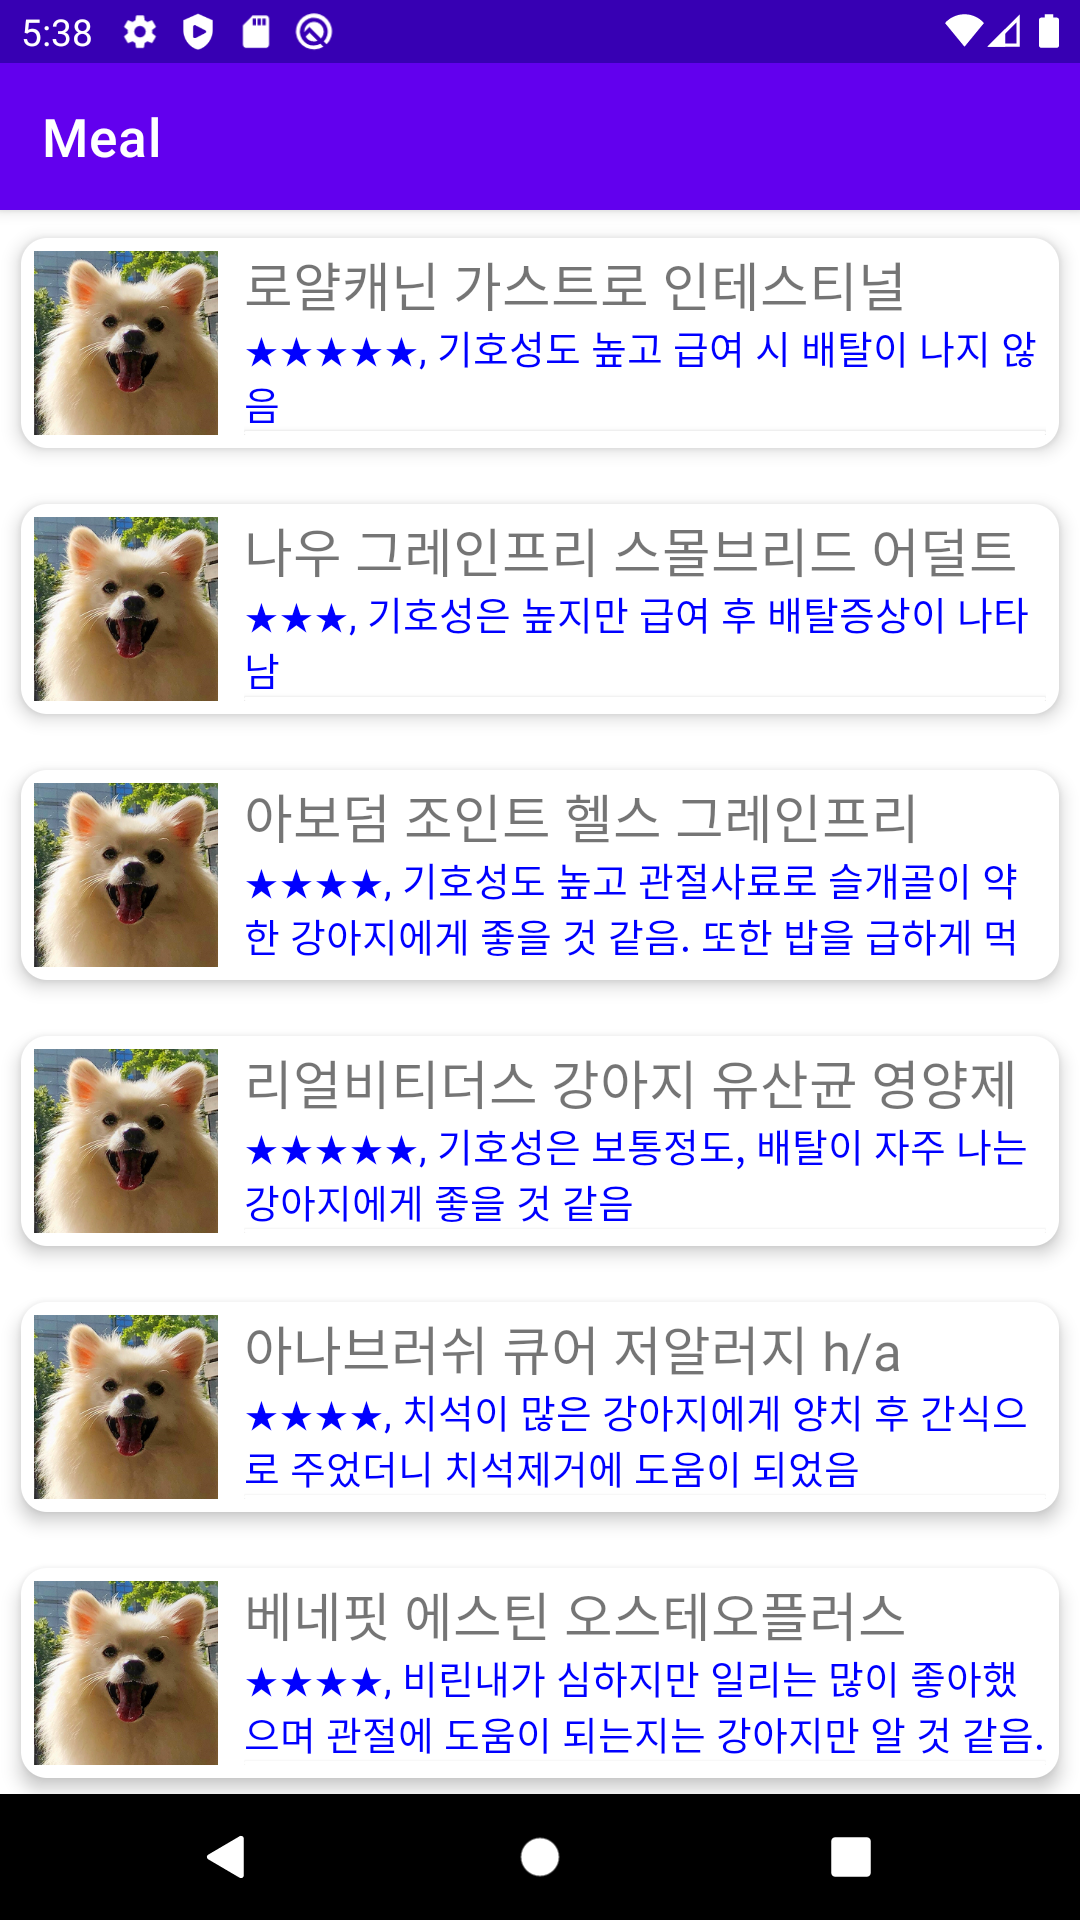 5:38
Meal
로얄캐닌 가스트로 인테스티널
★★★★★, 기호성도 높고 급여 시 배탈이 나지 않
음
나우 그레인프리 스몰브리드 어덜트
★★★, 기호성은 높지만 급여 후 배탈증상이 나타
남
아보덤 조인트 헬스 그레인프리
★★★★, 기호성도 높고 관절사료로 슬개골이 약
한 강아지에게 좋을 것 같음. 또한 밥을 급하게 먹
리얼비티더스 강아지 유산균 영양제
★★★★★, 기호성은 보통정도, 배탈이 자주 나는
강아지에게 좋을 것 같음
아나브러쉬 큐어 저알러지 h/a
★★★★, 치석이 많은 강아지에게 양치 후 간식으
로 주었더니 치석제거에 도움이 되었음
베네핏 에스틴 오스테오플러스
★★★★, 비린내가 심하지만 일리는 많이 좋아했
으며 관절에 도움이 되는지는 강아지만 알 것 같음.